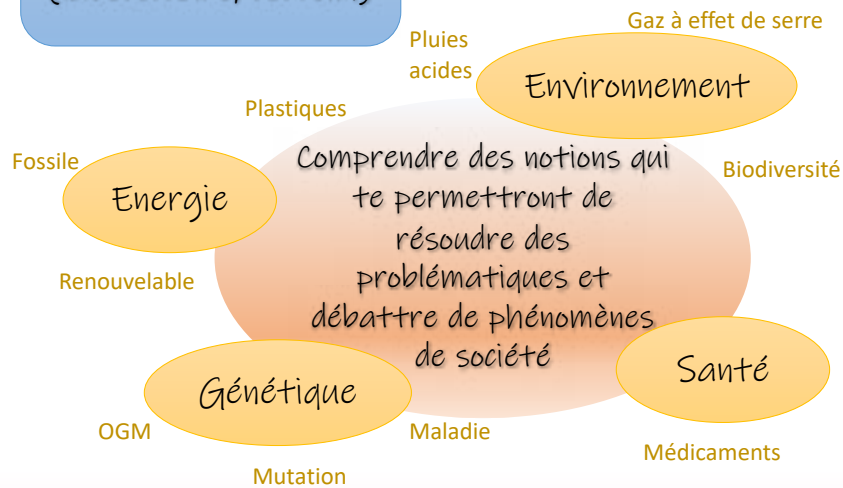 Gaz à effet de serre
Pluies
acides
Environnement
Plastiques
Fossile
Energie
Comprendre des notions qui
te permettront de
résoudre des
problématiques et
débattre de phénomènes
de société
Biodiversité
Renouvelable
Santé
Génétique
OGM
Maladie
Médicaments
Mutation